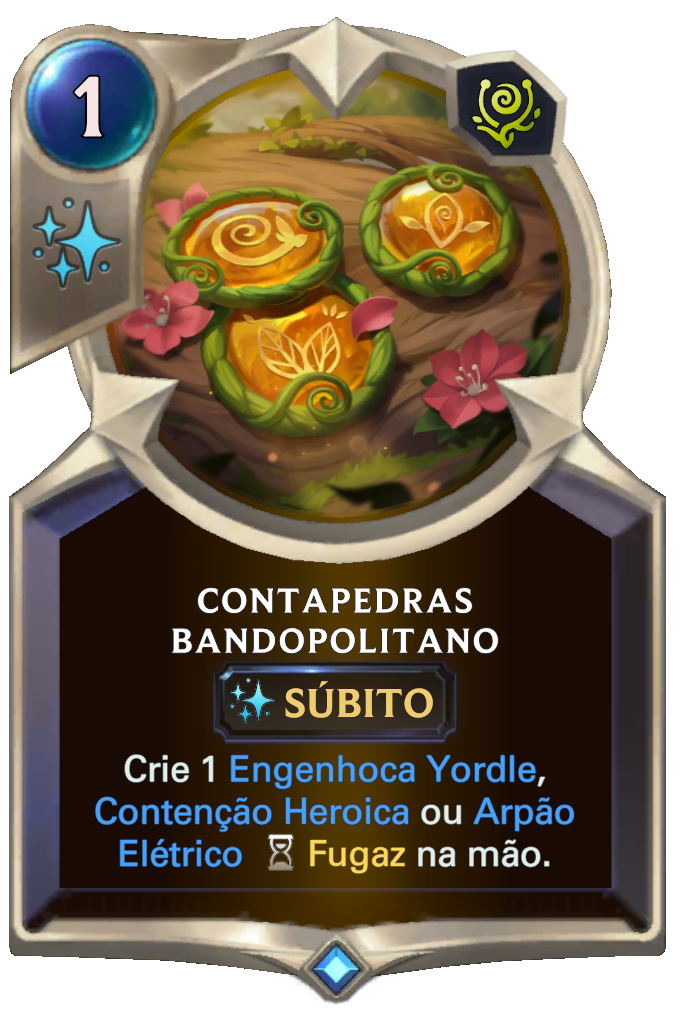 1
CONTAPEDRAS
BANDOPOLITANO
SÚBITO
Crie 1 Engenhoca Yordle,
Contenção Heroica ou Arpão
Elétrico Fugaz na mão.